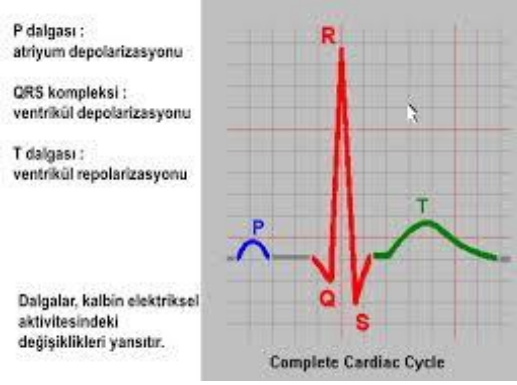 P dalgası :
atriyum depolarizasyonu
QRS kompleksi :
ventrikül depolarizasyonu
T dalgası :
ventrikül repolarizasyonu
Dalgalar, kalbin elektriksel
aktivitesindeki
değişiklikleri yansıtır.
R
P
T
Q
S
Complete Cardiac Cycle